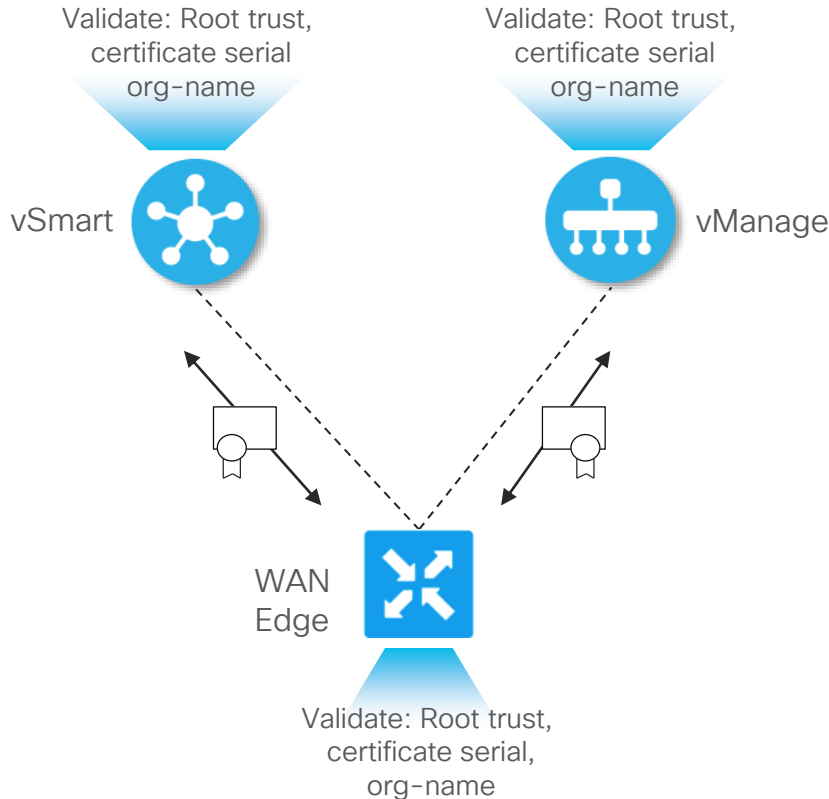 Validate: Root trust,
certificate serial
org-name
Validate: Root trust,
certificate serial
org-name
vSmart
vManage
WAN
Edge
Validate: Root trust,
certificate serial,
org-name